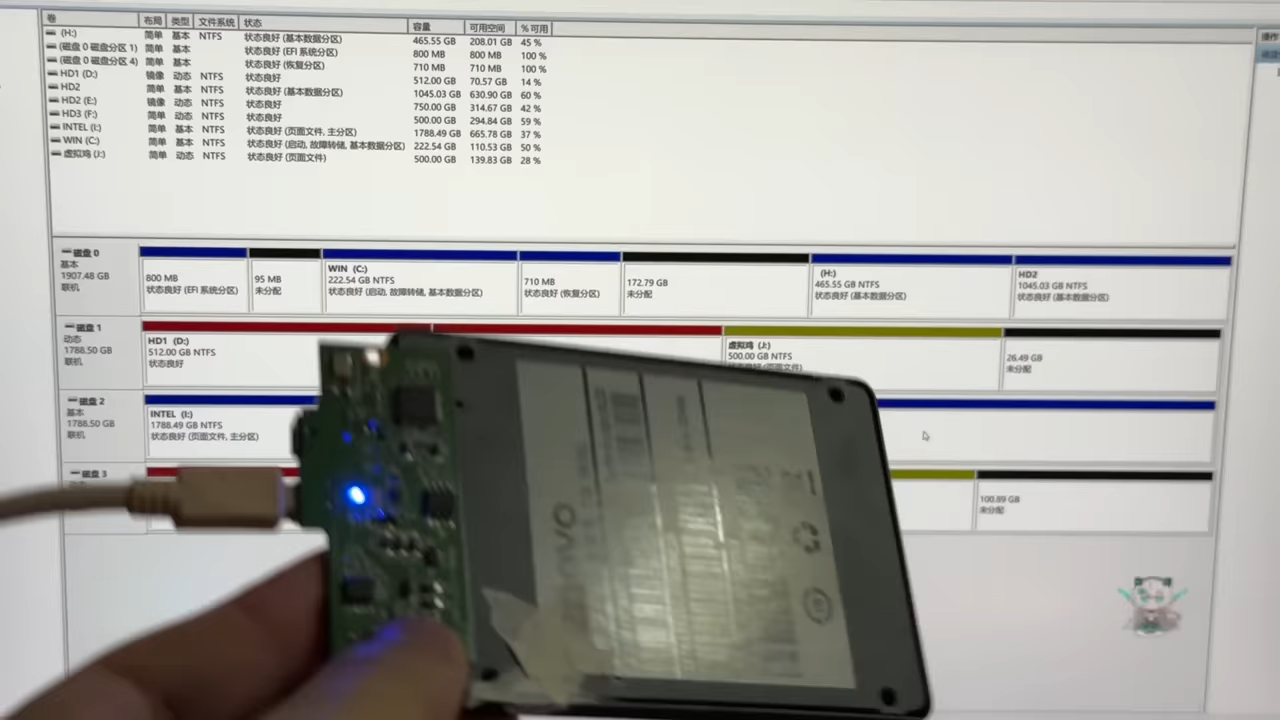 卷 布局 类型 文件系统 状态 容量 可用空间 % 可用
(H:) 简单 基本 NTFS 状态良好 (基本数据分区) 465.55 GB 208.01 GB 45 %
(磁盘 0 磁盘分区 1) 简单 基本 状态良好 (EFI 系统分区) 800 MB 800 MB 100 %
(磁盘 0 磁盘分区 4) 简单 基本 状态良好 (恢复分区) 710 MB 710 MB 100 %
HD1 (D:) 镜像 动态 NTFS 状态良好 512.00 GB 70.57 GB 14 %
HD2 简单 基本 NTFS 状态良好 (基本数据分区) 1045.03 GB 630.90 GB 60 %
HD2 (E:) 镜像 动态 NTFS 状态良好 750.00 GB 314.67 GB 42 %
HD3 (F:) 简单 动态 NTFS 状态良好 500.00 GB 294.84 GB 59 %
INTEL (I:) 简单 基本 NTFS 状态良好 (页面文件, 主分区) 1788.49 GB 665.78 GB 37 %
WIN (C:) 简单 基本 NTFS 状态良好 (启动, 故障转储, 基本数据分区) 222.54 GB 110.53 GB 50 %
虚拟鸡 (J:) 简单 动态 NTFS 状态良好 (页面文件) 500.00 GB 139.83 GB 28 %
操作
磁盘 0
基本
1907.48 GB
联机
800 MB
状态良好 (EFI 系统分区)
95 MB
未分配
WIN (C:)
222.54 GB NTFS
状态良好 (启动, 故障转储, 基本数据分区)
710 MB
状态良好 (恢复分区)
172.79 GB
未分配
(H:)
465.55 GB NTFS
状态良好 (基本数据分区)
HD2
1045.03 GB NTFS
状态良好 (基本数据分区)
磁盘 1
动态
1788.50 GB
联机
HD1 (D:)
512.00 GB NTFS
状态良好
虚拟鸡 (J:)
500.00 GB NTFS
状态良好 (页面文件)
26.49 GB
未分配
磁盘 2
基本
1788.50 GB
联机
INTEL (I:)
1788.49 GB NTFS
状态良好 (页面文件, 主分区)
磁盘 3
100.89 GB
未分配